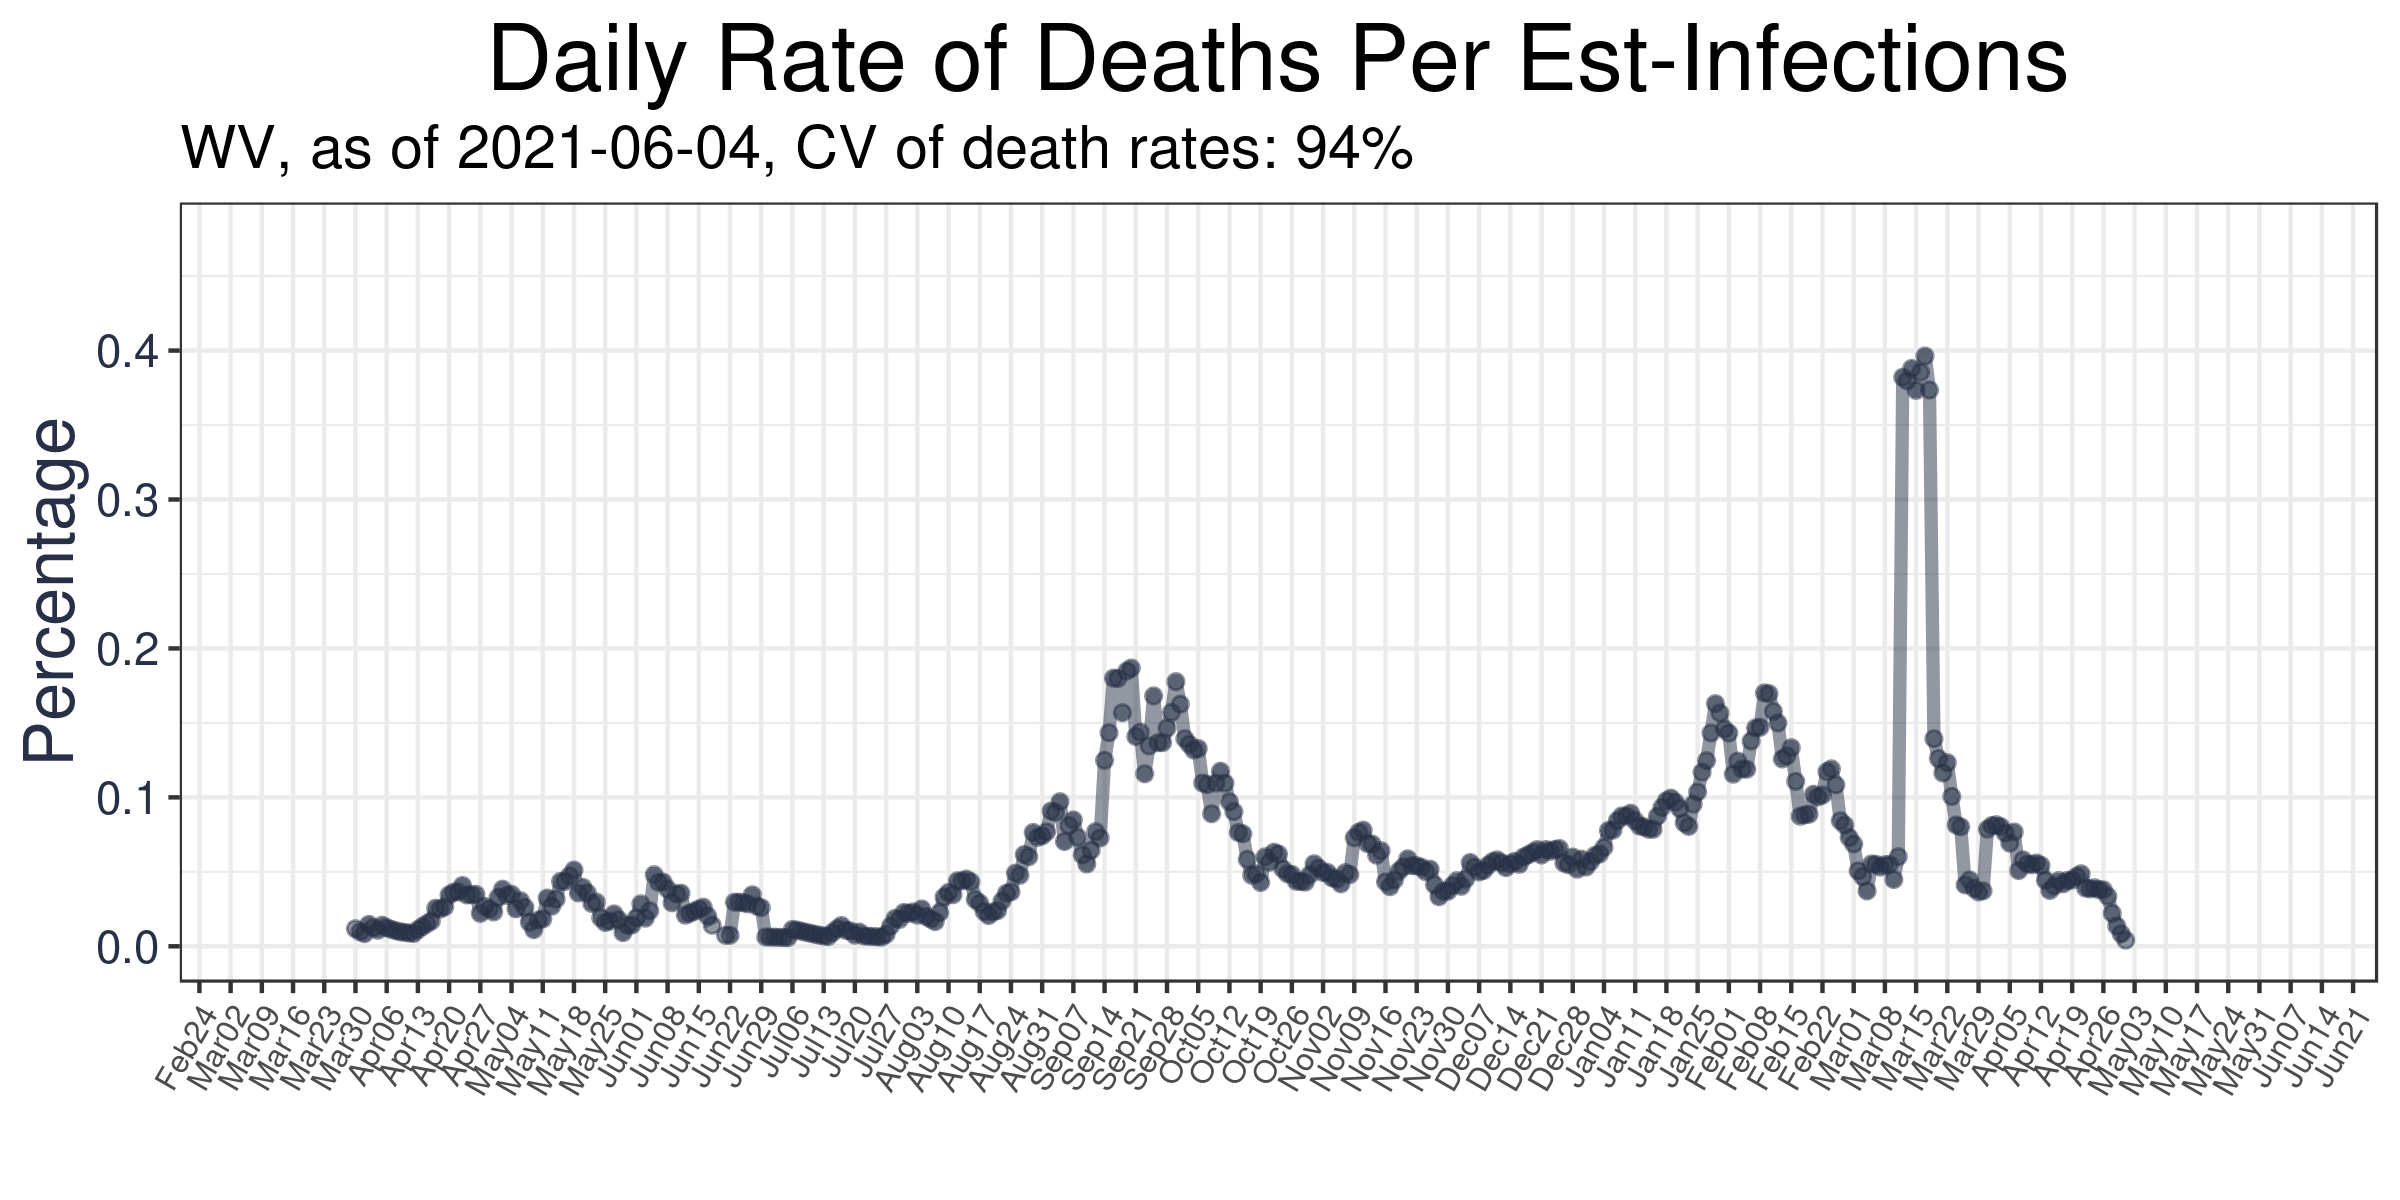 Daily Rate of Deaths Per Est-Infections
WV, as of 2021-06-04, CV of death rates: 94%
Percentage
0.4
0.3
0.2
0.1
0.0
Feb24
Mar02
Mar09
Mar16
Mar23
Mar30
Apr06
Apr13
Apr20
Apr27
May04
May11
May18
May25
Jun01
Jun08
Jun15
Jun22
Jun29
Jul06
Jul13
Jul20
Jul27
Aug03
Aug10
Aug17
Aug24
Aug31
Sep07
Sep14
Sep21
Sep28
Oct05
Oct12
Oct19
Oct26
Nov02
Nov09
Nov16
Nov23
Nov30
Dec07
Dec14
Dec21
Dec28
Jan04
Jan11
Jan18
Jan25
Feb01
Feb08
Feb15
Feb22
Mar01
Mar08
Mar15
Mar22
Mar29
Apr05
Apr12
Apr19
Apr26
May03
May10
May17
May24
May31
Jun07
Jun14
Jun21